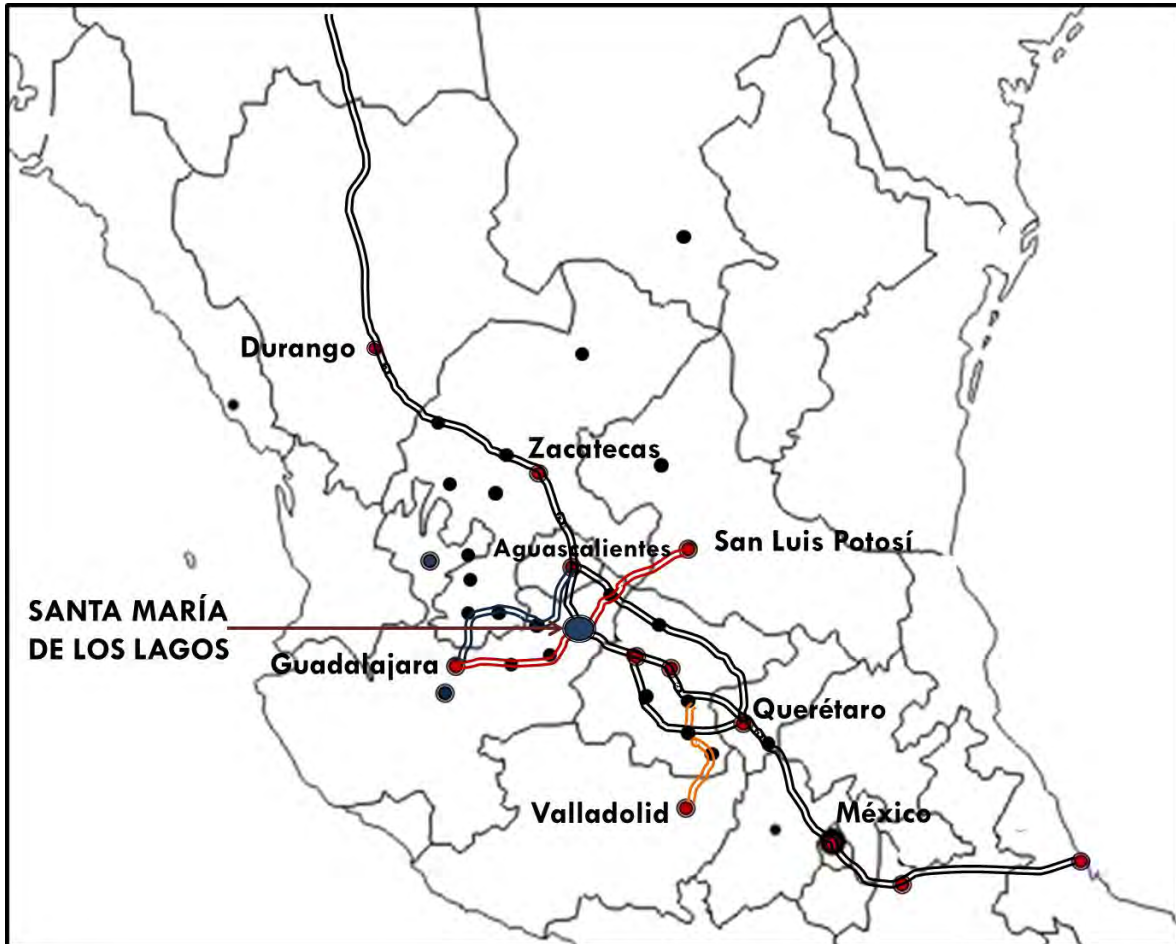 Durango
Zacatecas
Aguascalientes
San Luis Potosí
SANTA MARÍA
DE LOS LAGOS
Guadalajara
Querétaro
Valladolid
México